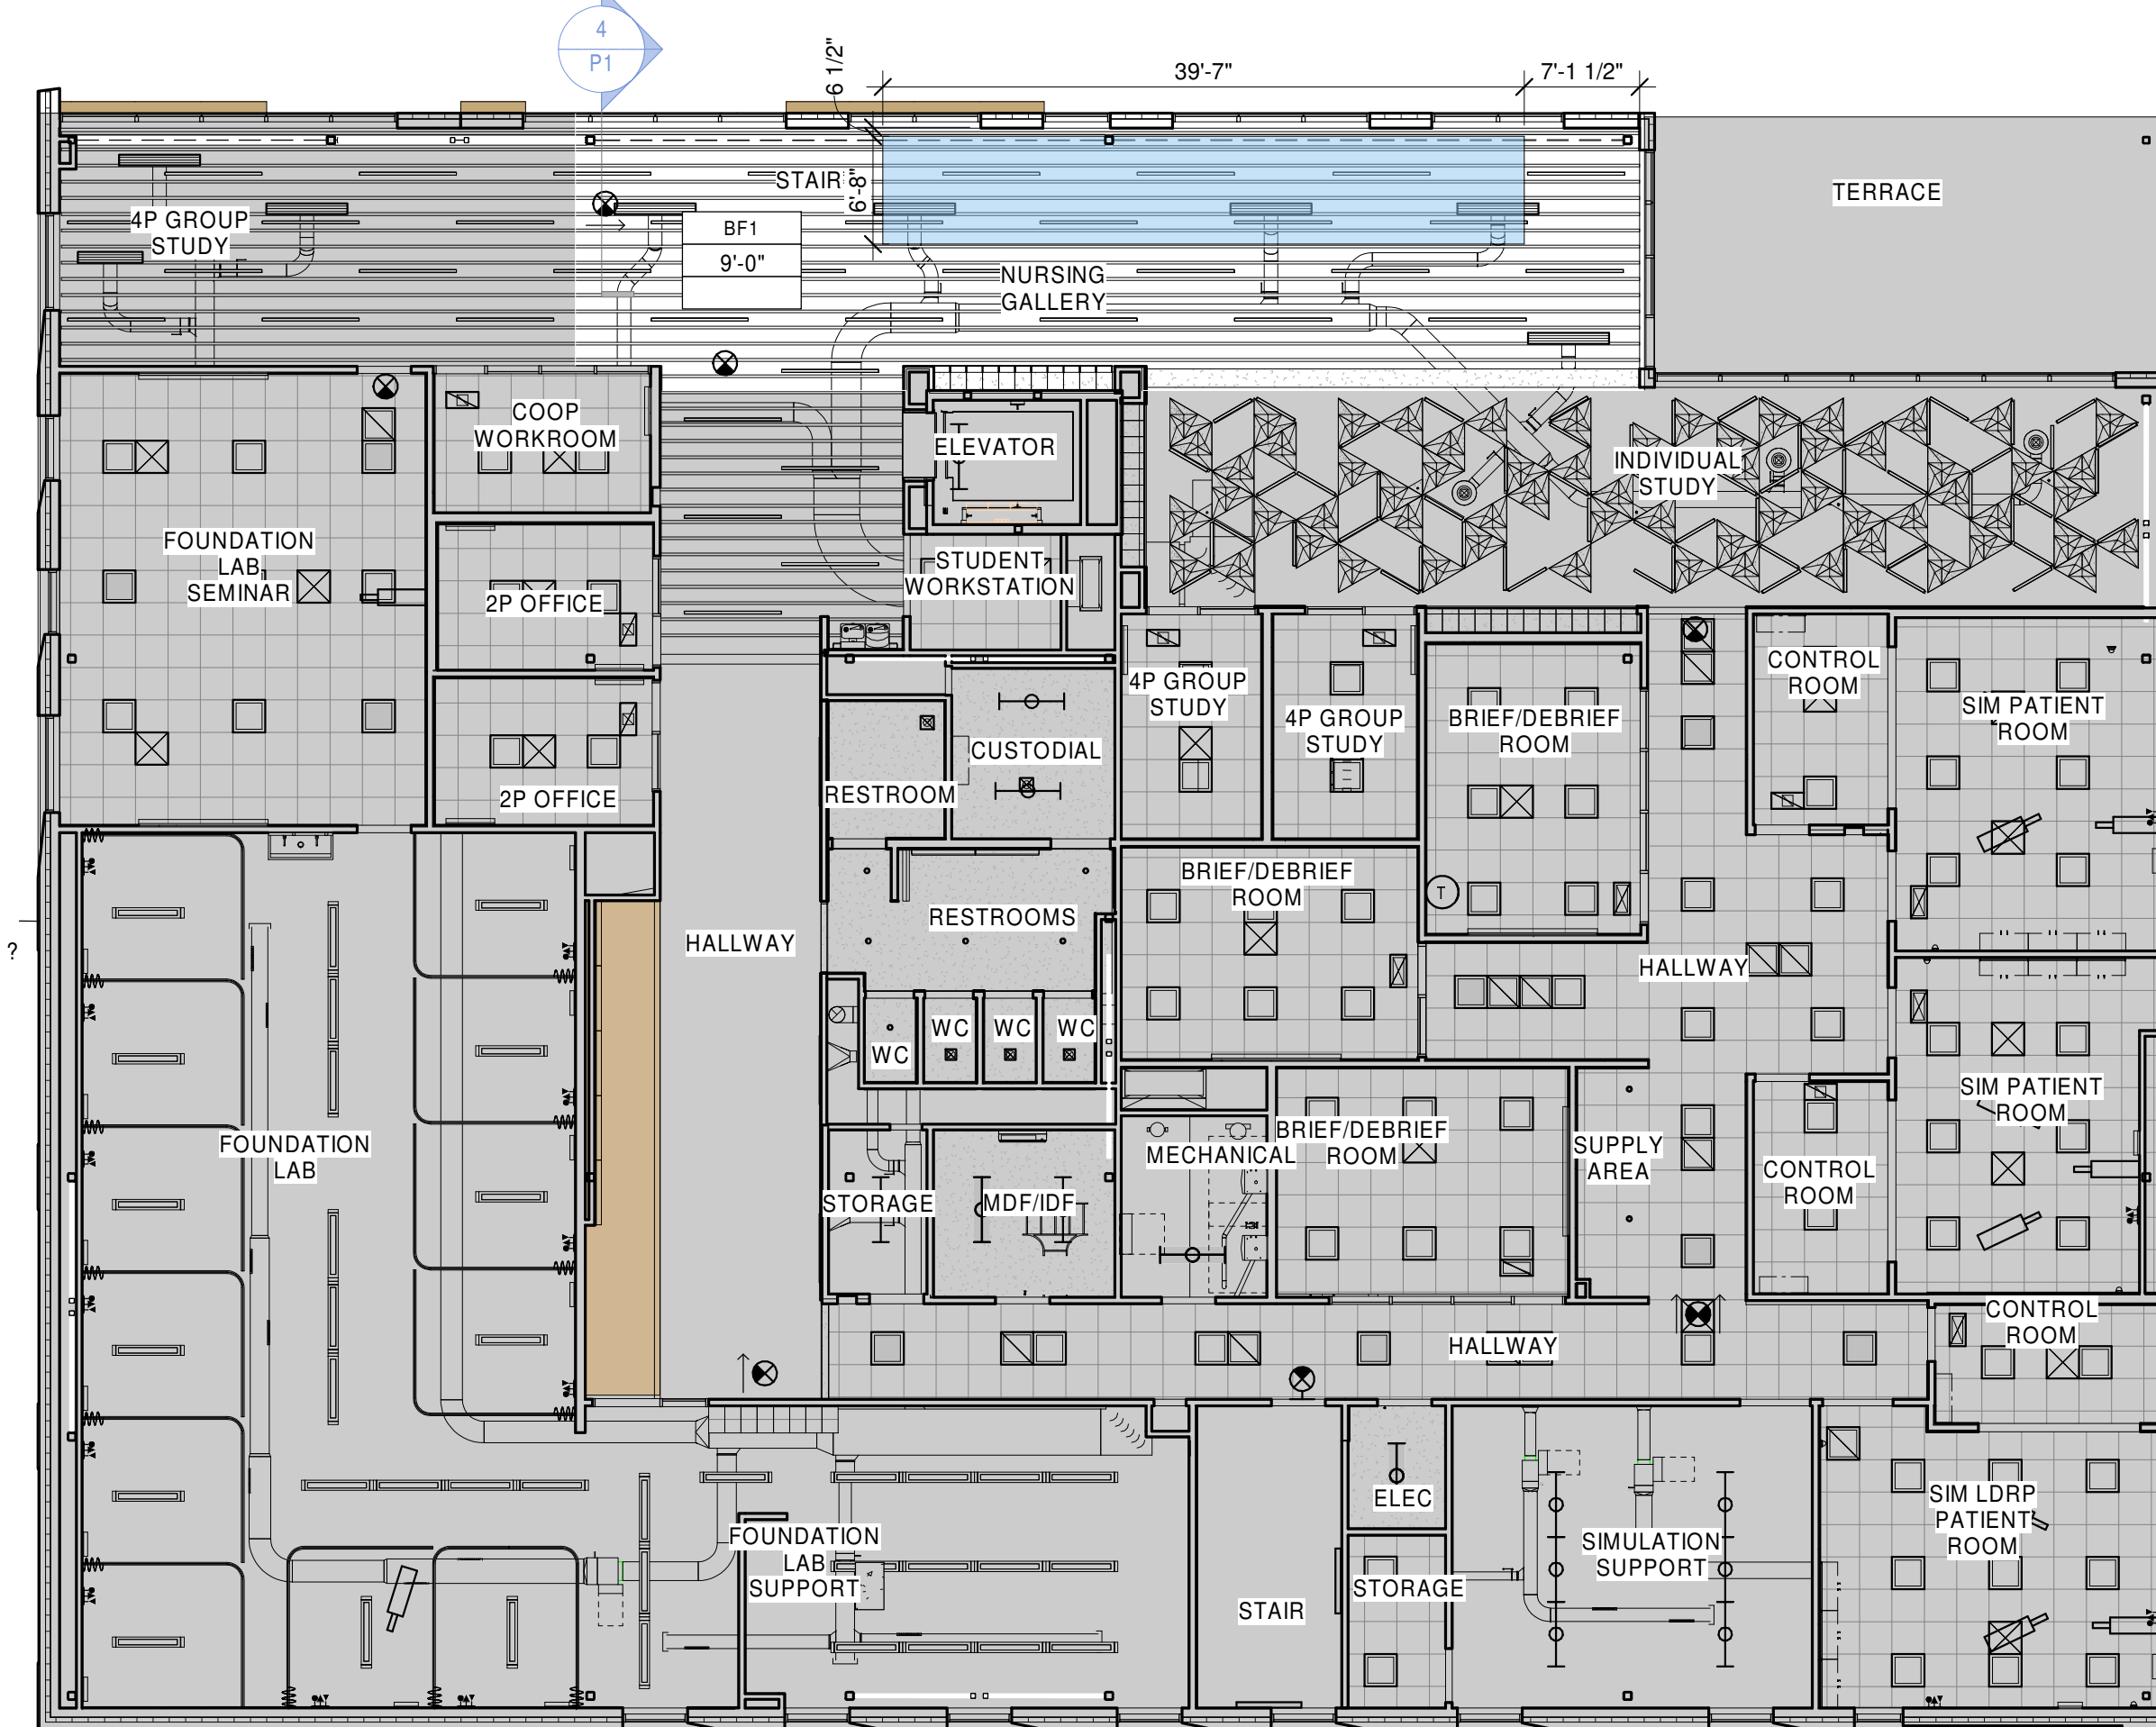 4
P1
6 1/2"
39'-7"
7'-1 1/2"
STAIR
6'-8"
TERRACE
4P GROUP
STUDY
BF1
9'-0"
NURSING
GALLERY
COOP
WORKROOM
ELEVATOR
INDIVIDUAL
STUDY
FOUNDATION
LAB
SEMINAR
STUDENT
WORKSTATION
2P OFFICE
2P OFFICE
4P GROUP
STUDY
4P GROUP
STUDY
BRIEF/DEBRIEF
ROOM
CONTROL
ROOM
SIM PATIENT
ROOM
CUSTODIAL
RESTROOM
BRIEF/DEBRIEF
ROOM
T
RESTROOMS
HALLWAY
?
HALLWAY
WC
WC
WC
WC
SIM PATIENT
ROOM
FOUNDATION
LAB
MECHANICAL
BRIEF/DEBRIEF
ROOM
SUPPLY
AREA
CONTROL
ROOM
STORAGE
MDF/IDF
CONTROL
ROOM
HALLWAY
ELEC
SIM LDRP
PATIENT
ROOM
FOUNDATION
LAB
SUPPORT
SIMULATION
SUPPORT
STORAGE
STAIR